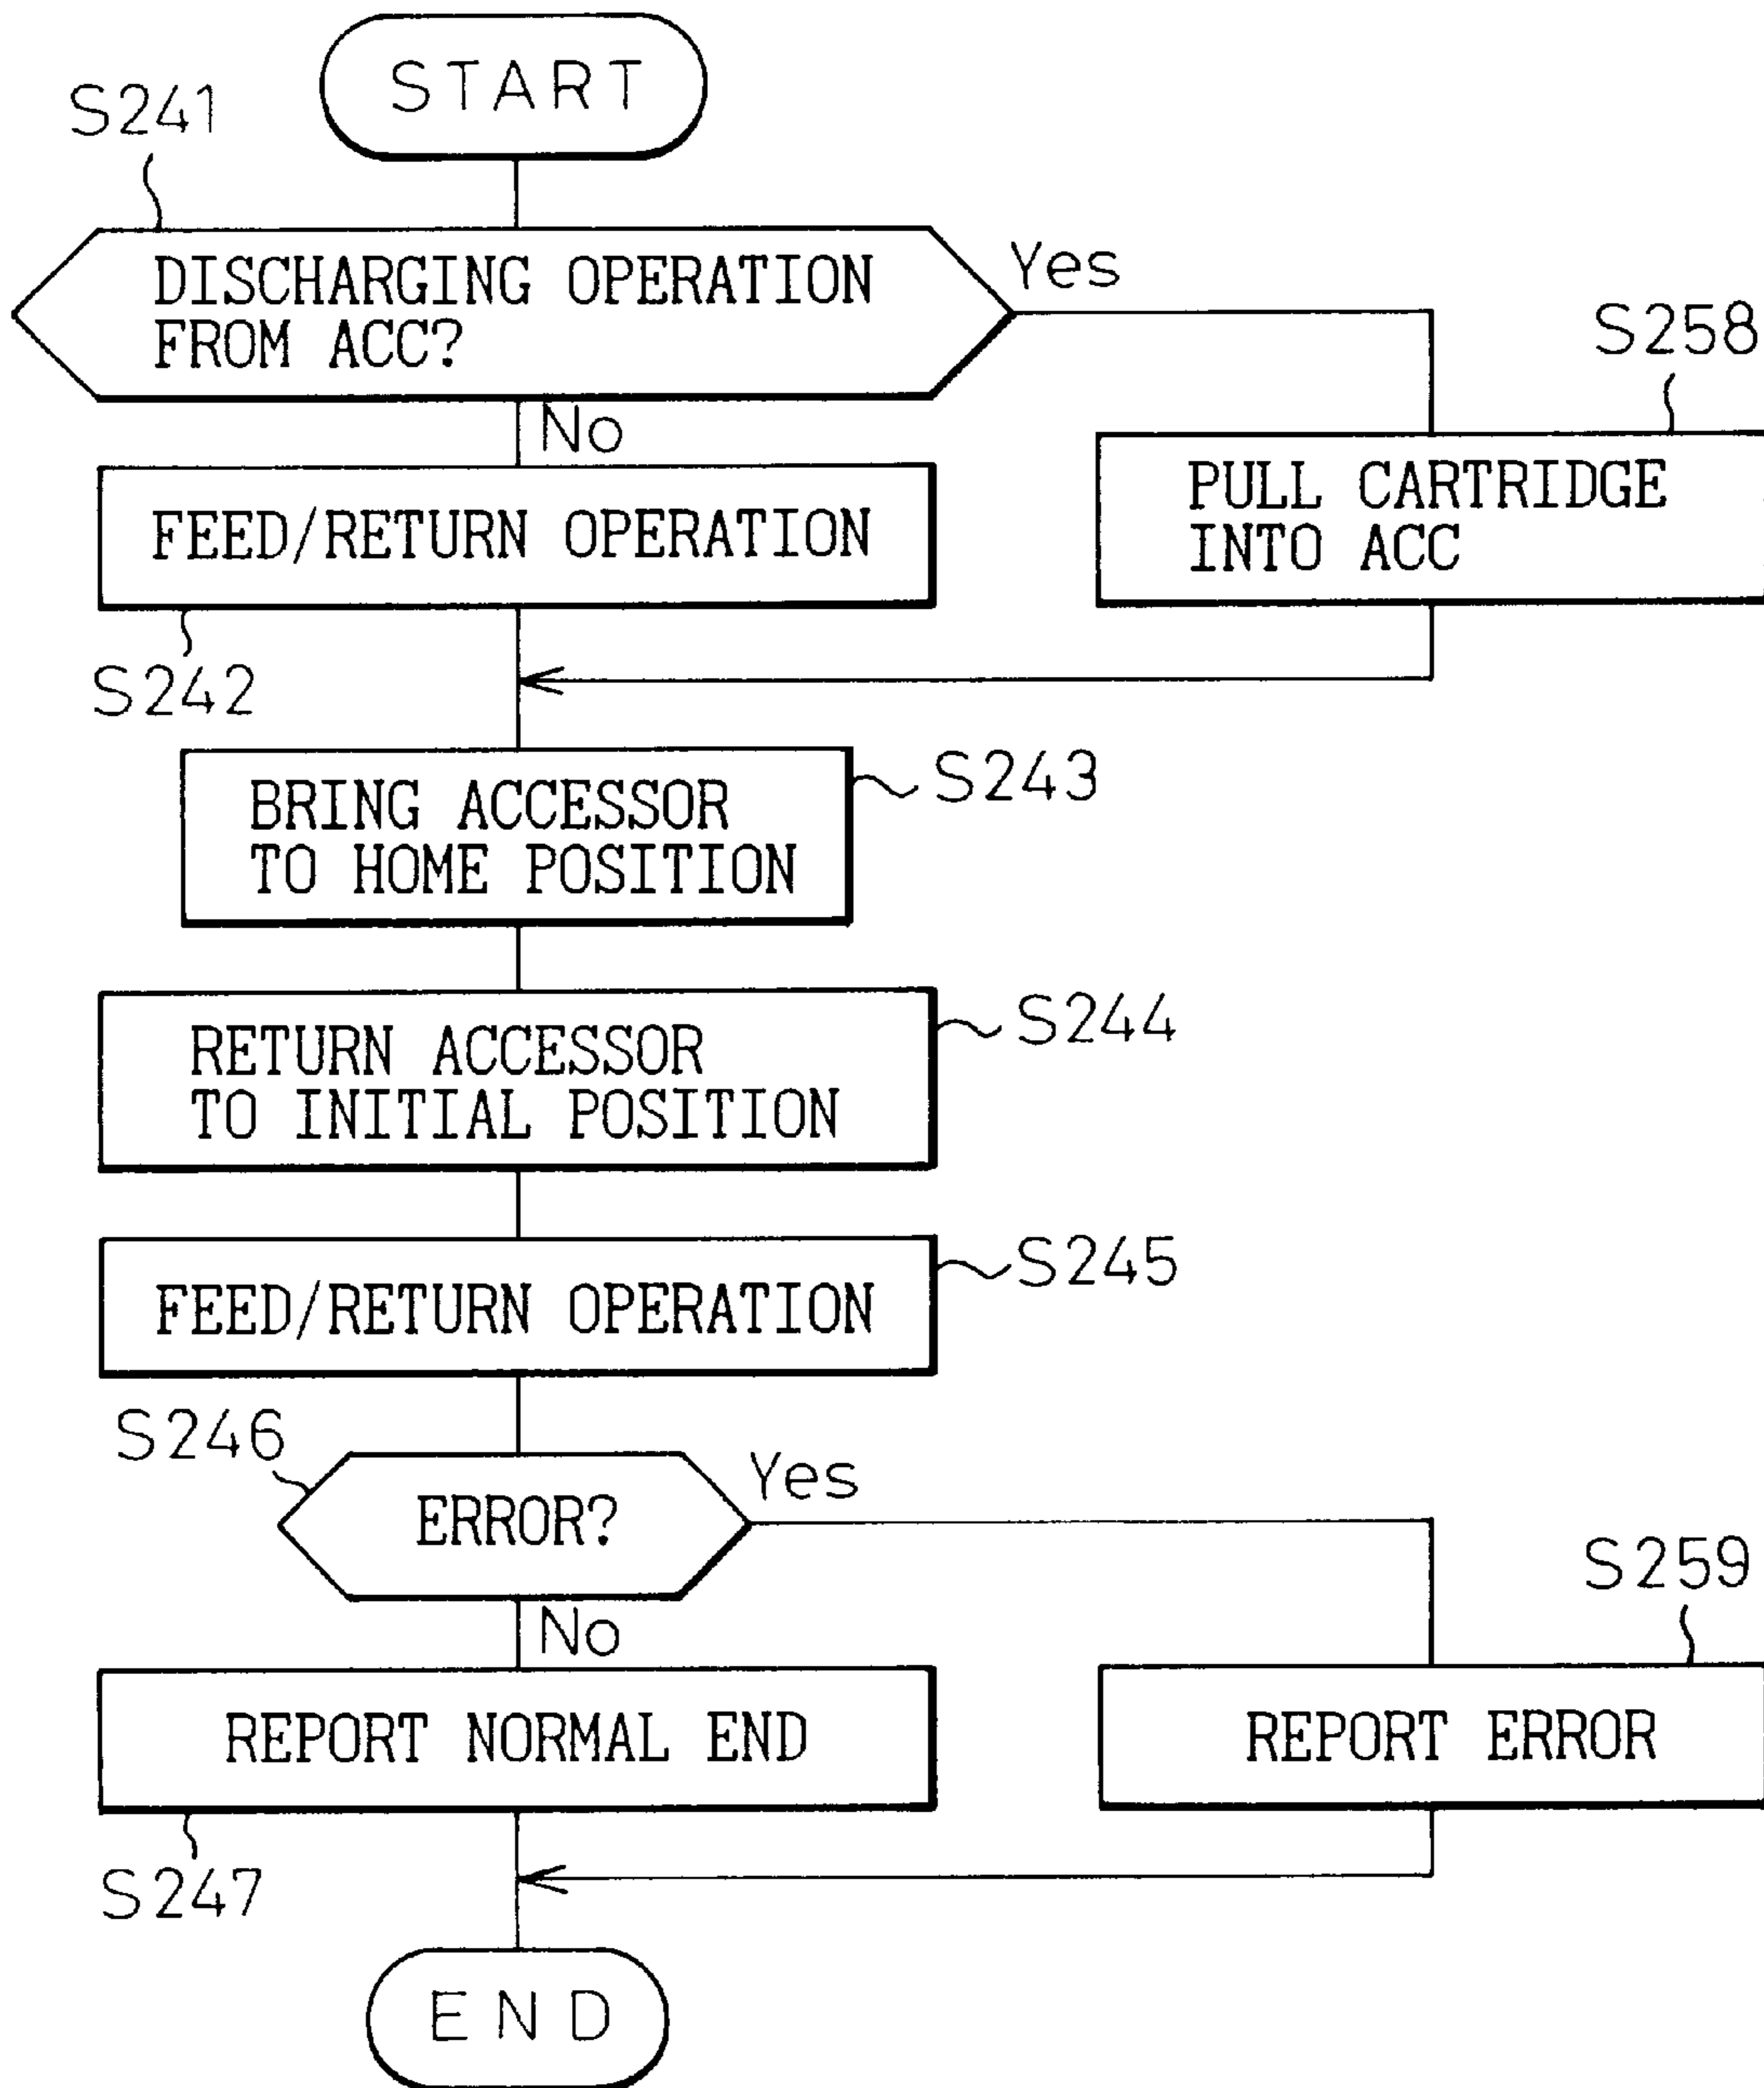 START
S241
DISCHARGING OPERATION
FROM ACC?
Yes
No
S258
PULL CARTRIDGE
INTO ACC
FEED/RETURN OPERATION
S242
BRING ACCESSOR
TO HOME POSITION
S243
RETURN ACCESSOR
TO INITIAL POSITION
S244
FEED/RETURN OPERATION
S245
S246
ERROR?
Yes
No
S259
REPORT NORMAL END
REPORT ERROR
S247
END